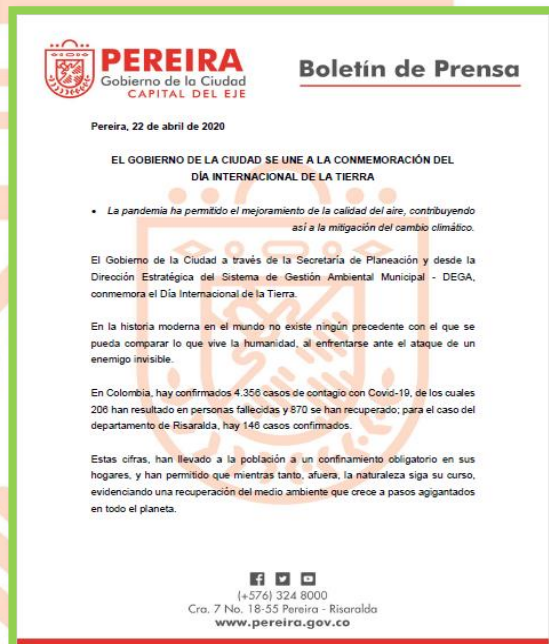 PEREIRA
Gobierno de la Ciudad
CAPITAL DEL EJE
Boletín de Prensa
Pereira, 22 de abril de 2020
EL GOBIERNO DE LA CIUDAD SE UNE A LA CONMEMORACIÓN DEL
DÍA INTERNACIONAL DE LA TIERRA
• La pandemia ha permitido el mejoramiento de la calidad del aire, contribuyendo
así a la mitigación del cambio climático.
El Gobierno de la Ciudad a través de la Secretaría de Planeación y desde la
Dirección Estratégica del Sistema de Gestión Ambiental Municipal - DEGA,
conmemora el Día Internacional de la Tierra.
En la historia moderna en el mundo no existe ningún precedente con el que se
pueda comparar lo que vive la humanidad, al enfrentarse ante el ataque de un
enemigo invisible.
En Colombia, hay confirmados 4.356 casos de contagio con Covid-19, de los cuales
206 han resultado en personas fallecidas y 870 se han recuperado; para el caso del
departamento de Risaralda, hay 146 casos confirmados.
Estas cifras, han llevado a la población a un confinamiento obligatorio en sus
hogares, y han permitido que mientras tanto, afuera, la naturaleza siga su curso,
evidenciando una recuperación del medio ambiente que crece a pasos agigantados
en todo el planeta.
(+576) 324 8000
Cra. 7 No. 18-55 Pereira - Risaralda
www.pereira.gov.co